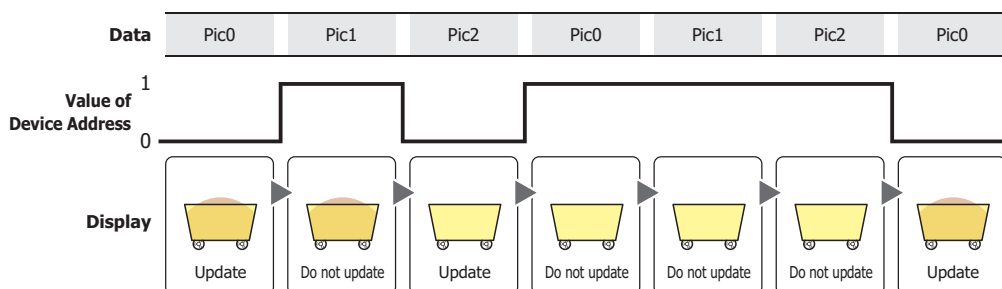 Data Pic0 Pic1 Pic2 Pic0 Pic1 Pic2 Pic0
1
Value of
Device Address
0
Display
Update Do not update Update Do not update Do not update Do not update Update